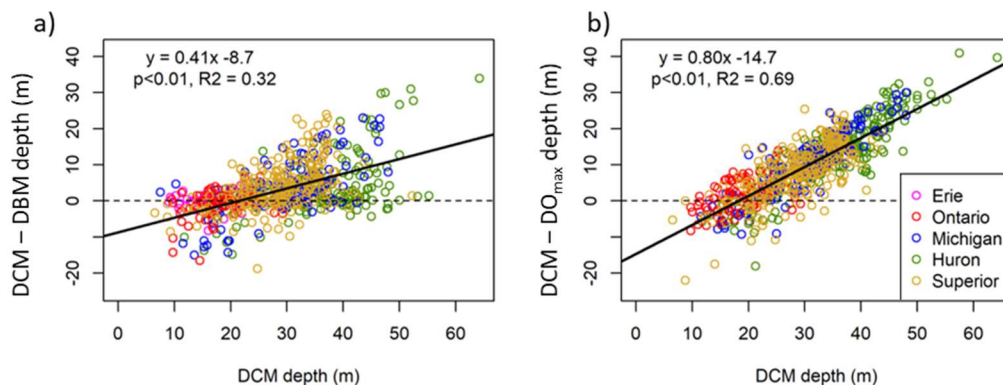 a)
y = 0.41x -8.7
p<0.01, R2 = 0.32
DCM – DBM depth (m)
40
30
20
10
0
-20
0 10 20 30 40 50 60
DCM depth (m)
b)
y = 0.80x -14.7
p<0.01, R2 = 0.69
DCM – DOmax depth (m)
40
30
20
10
0
-20
0 10 20 30 40 50 60
DCM depth (m)
Erie
Ontario
Michigan
Huron
Superior